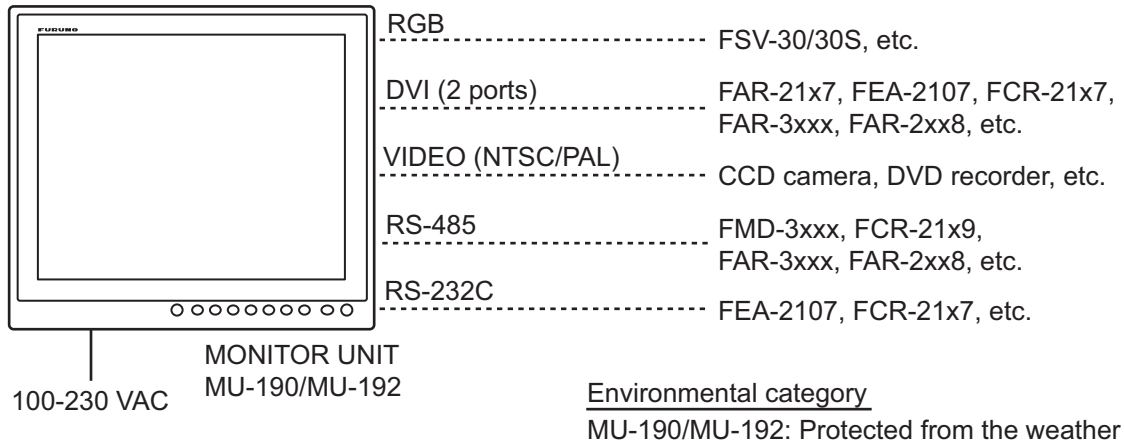 FURUNO
RGB
FSV-30/30S, etc.
DVI (2 ports)
FAR-21x7, FEA-2107, FCR-21x7,
FAR-3xxx, FAR-2xx8, etc.
VIDEO (NTSC/PAL)
CCD camera, DVD recorder, etc.
RS-485
FMD-3xxx, FCR-21x9,
FAR-3xxx, FAR-2xx8, etc.
RS-232C
FEA-2107, FCR-21x7, etc.
MONITOR UNIT
MU-190/MU-192
100-230 VAC
Environmental category
MU-190/MU-192: Protected from the weather